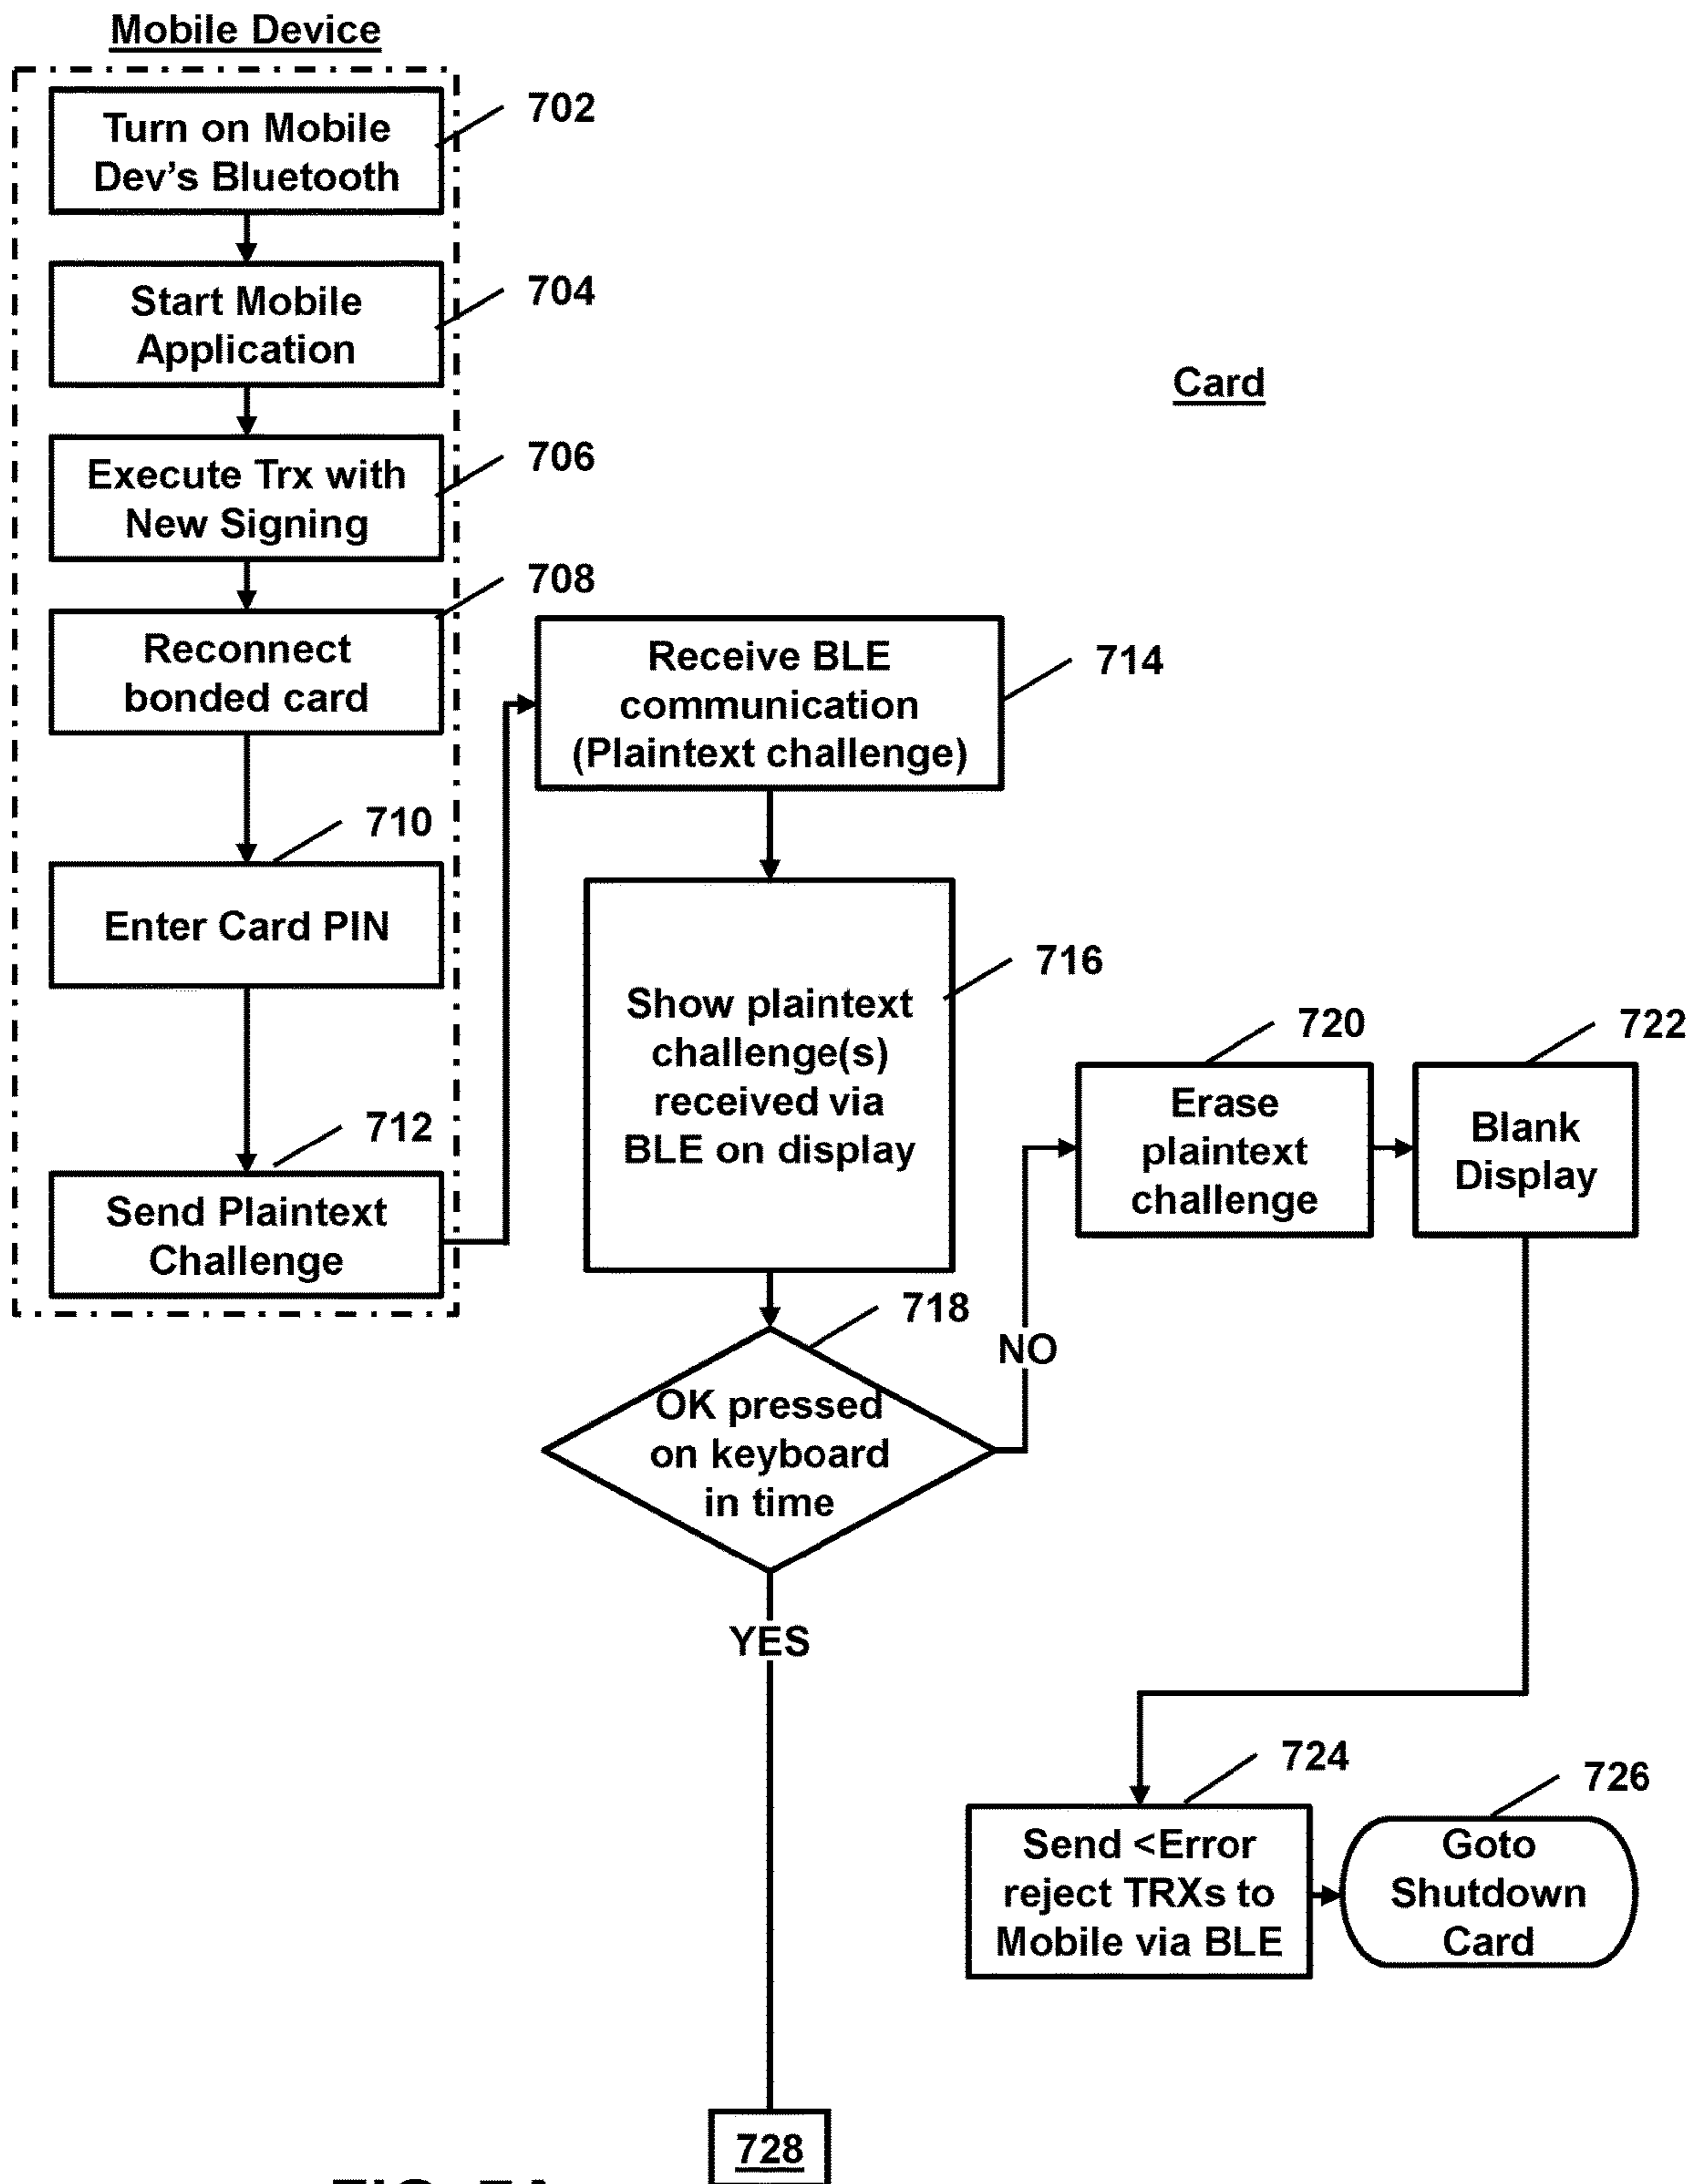 Mobile Device
Turn on Mobile
Dev's Bluetooth
702
Start Mobile
Application
704
Execute Trx with
New Signing
706
Reconnect
bonded card
708
Enter Card PIN
710
Send Plaintext
Challenge
712
Card
Receive BLE
communication
(Plaintext challenge)
714
Show plaintext
challenge(s)
received via
BLE on display
716
OK pressed
on keyboard
in time
718
NO
YES
Erase
plaintext
challenge
720
Blank
Display
722
Send <Error
reject TRXs to
Mobile via BLE
724
Goto
Shutdown
Card
726
728